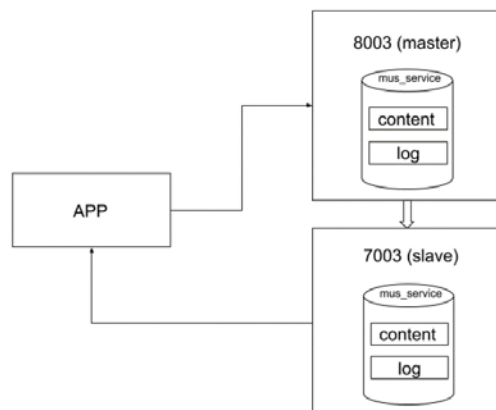 8003 (master)
mus_service
content
log
APP
7003 (slave)
mus_service
content
log